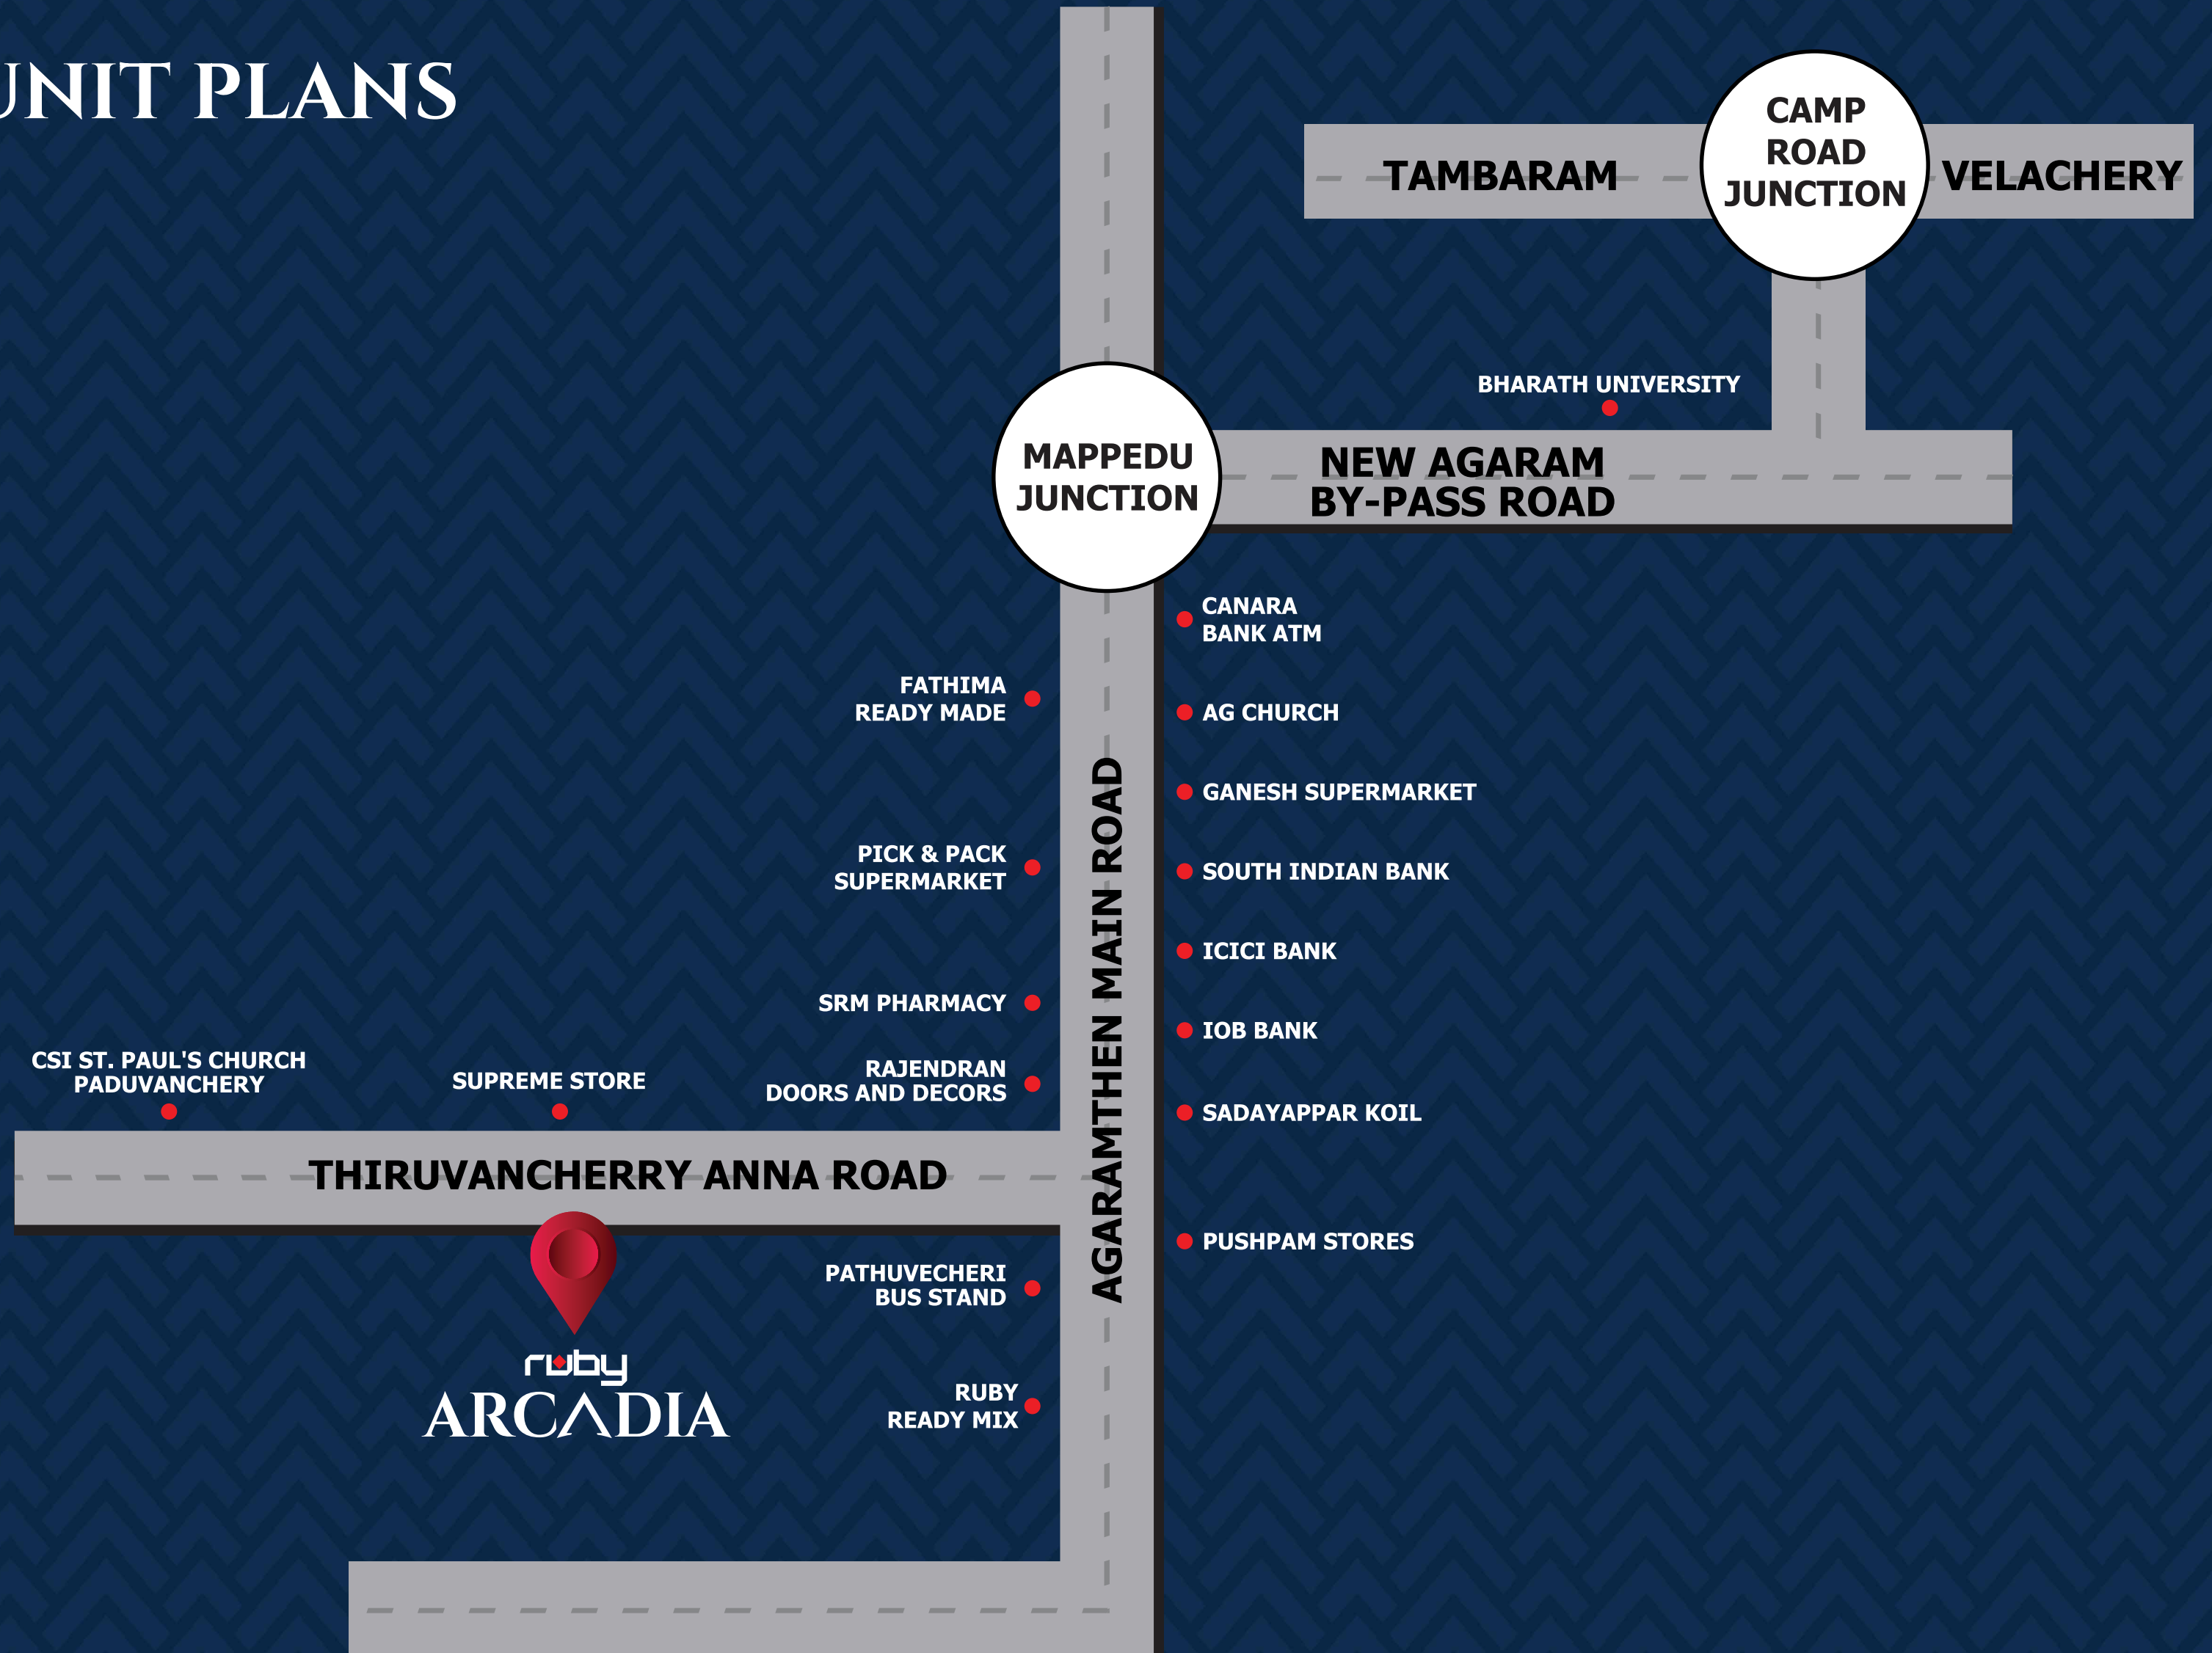 UNIT PLANS
CAMP
ROAD
JUNCTION
TAMBARAM
VELACHERY
BHARATH UNIVERSITY
MAPPEDU
JUNCTION
NEW AGARAM
BY-PASS ROAD
CANARA
BANK ATM
FATHIMA
READY MADE
AG CHURCH
GANESH SUPERMARKET
PICK & PACK
SUPERMARKET
SOUTH INDIAN BANK
ICICI BANK
SRM PHARMACY
IOB BANK
AGARAMTHEN MAIN ROAD
CSI ST. PAUL'S CHURCH
PADUVANCHERY
SUPREME STORE
RAJENDRAN
DOORS AND DECORS
SADAYAPPAR KOIL
THIRUVANCHERRY ANNA ROAD
PUSHPAM STORES
PATHUVECHERI
BUS STAND
ruby
ARCADIA
RUBY
READY MIX